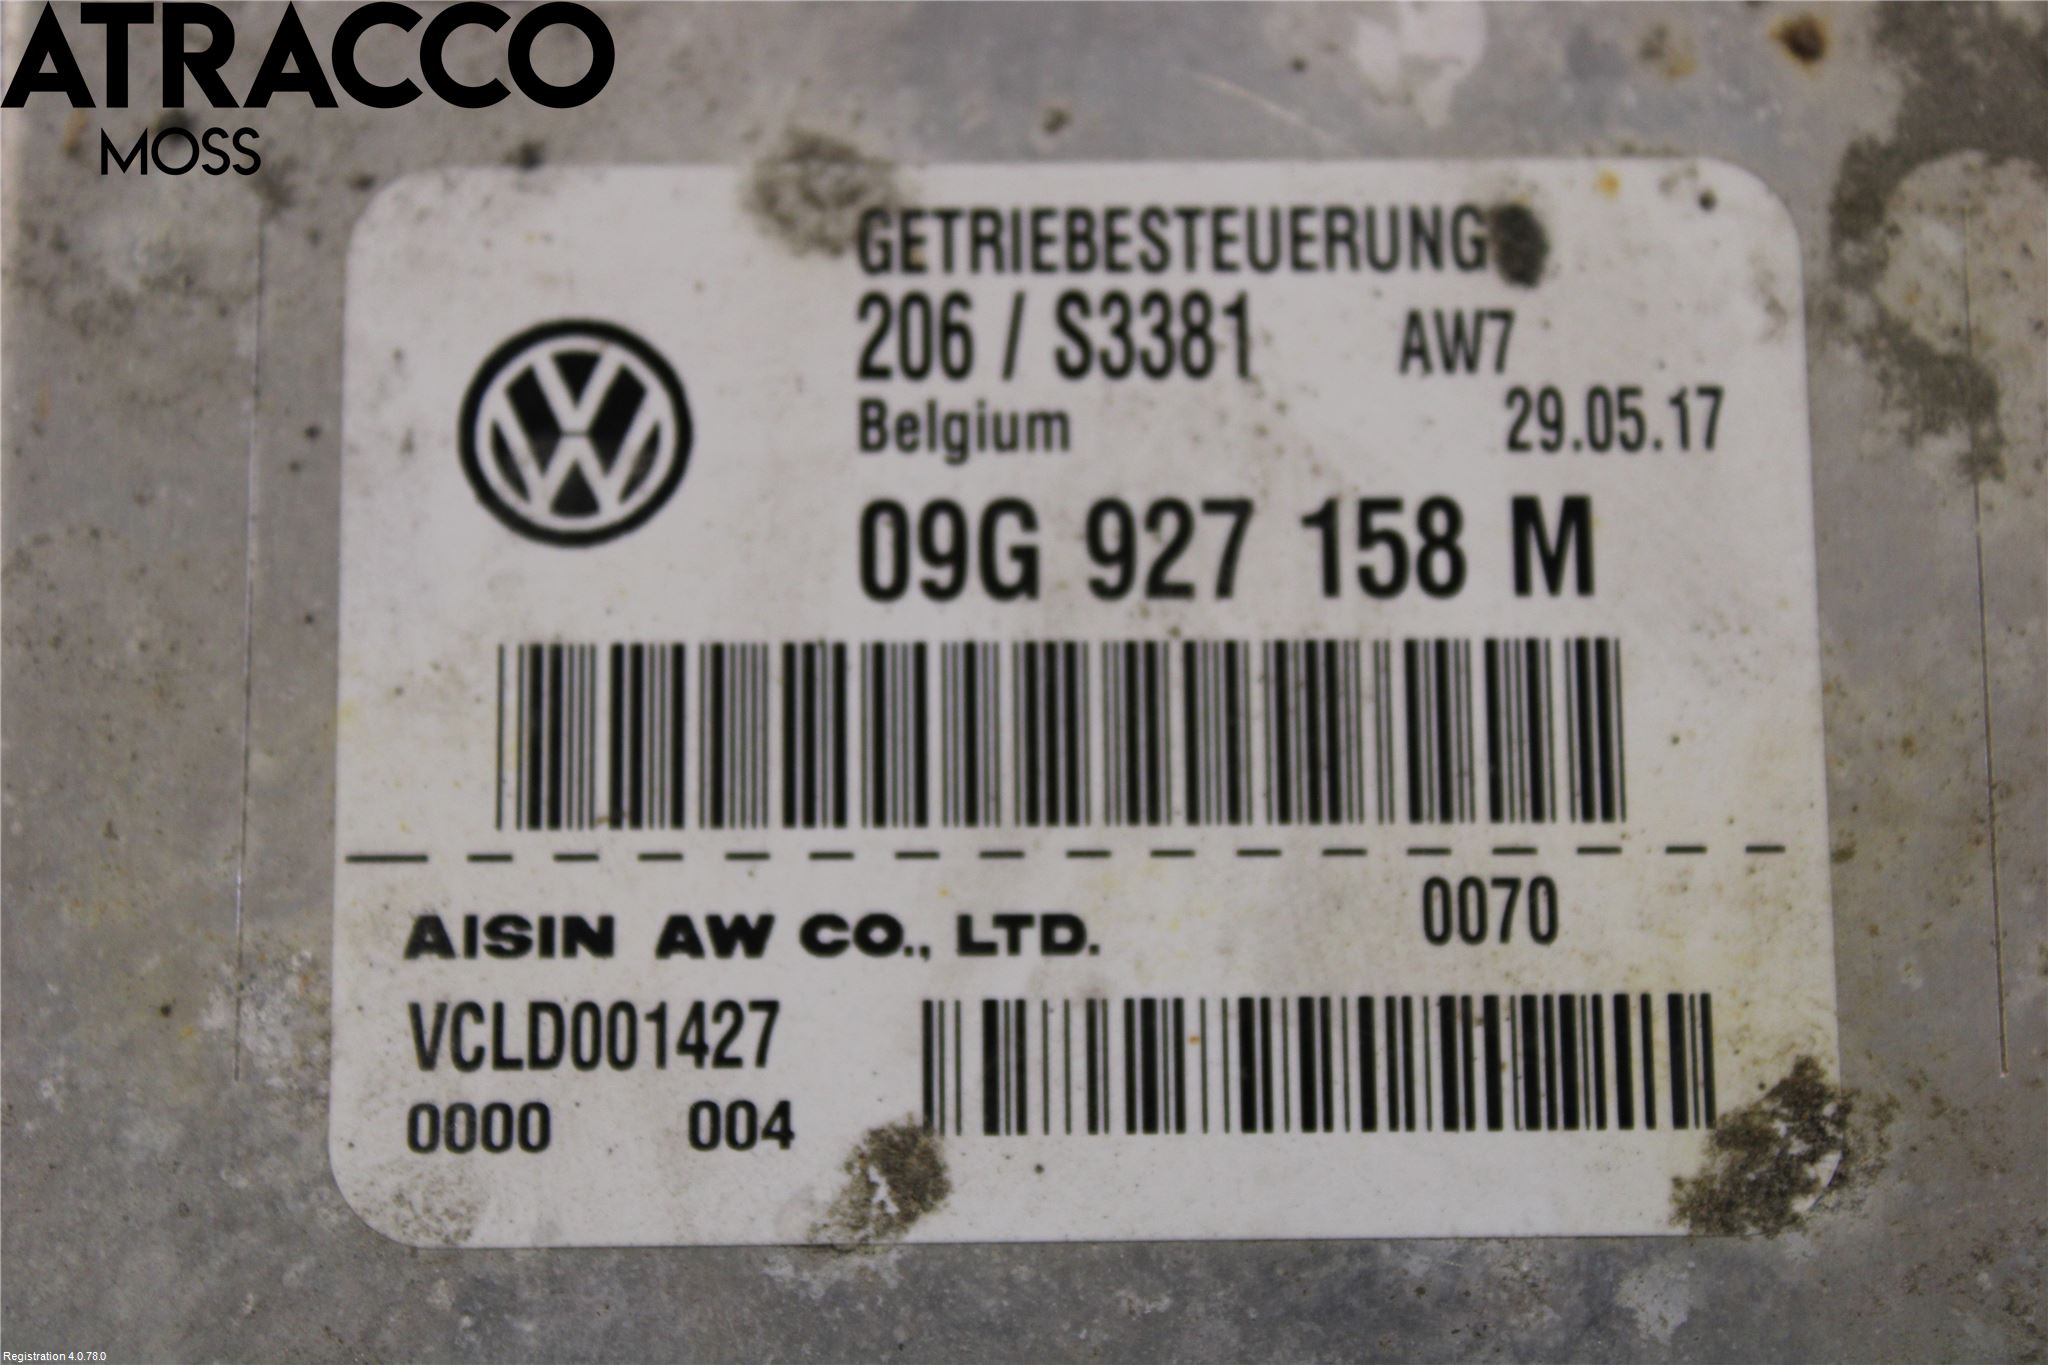 ATRACCO
MOSS
GETRIEBESTEUERUNG
206 / S3381 AW7
Belgium 29.05.17
09G 927 158 M
0070
AISIN AW CO., LTD.
VCLD001427
0000 004
Registration 4.0.78.0